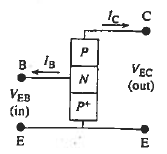 I_C C
P
B I_B N
V_EB V_EC
(in) P⁺ (out)
E E